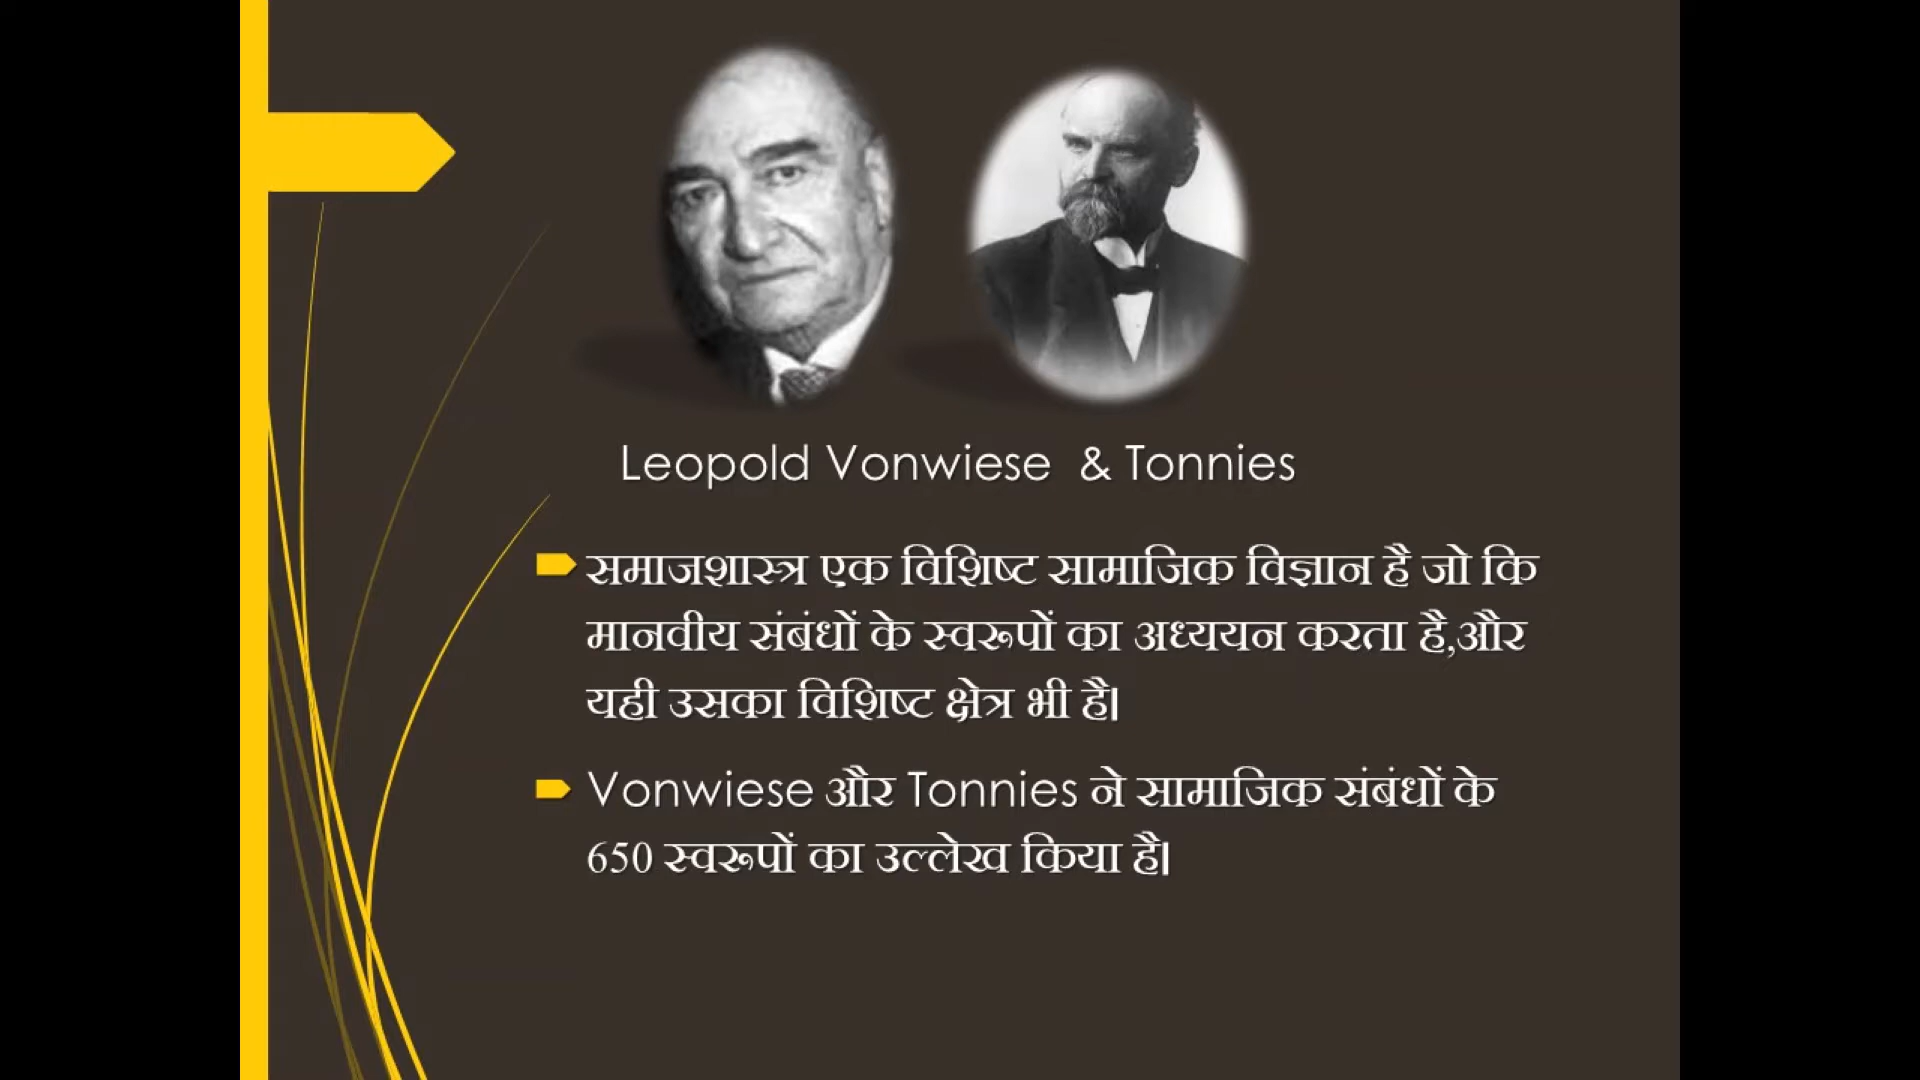 Leopold Vonwiese & Tonnies
समाजशास्त्र एक विशिष्ट सामाजिक विज्ञान है जो कि
मानवीय संबंधों के स्वरूपों का अध्ययन करता है,और
यही उसका विशिष्ट क्षेत्र भी है।
Vonwiese और Tonnies ने सामाजिक संबंधों के
650 स्वरूपों का उल्लेख किया है।